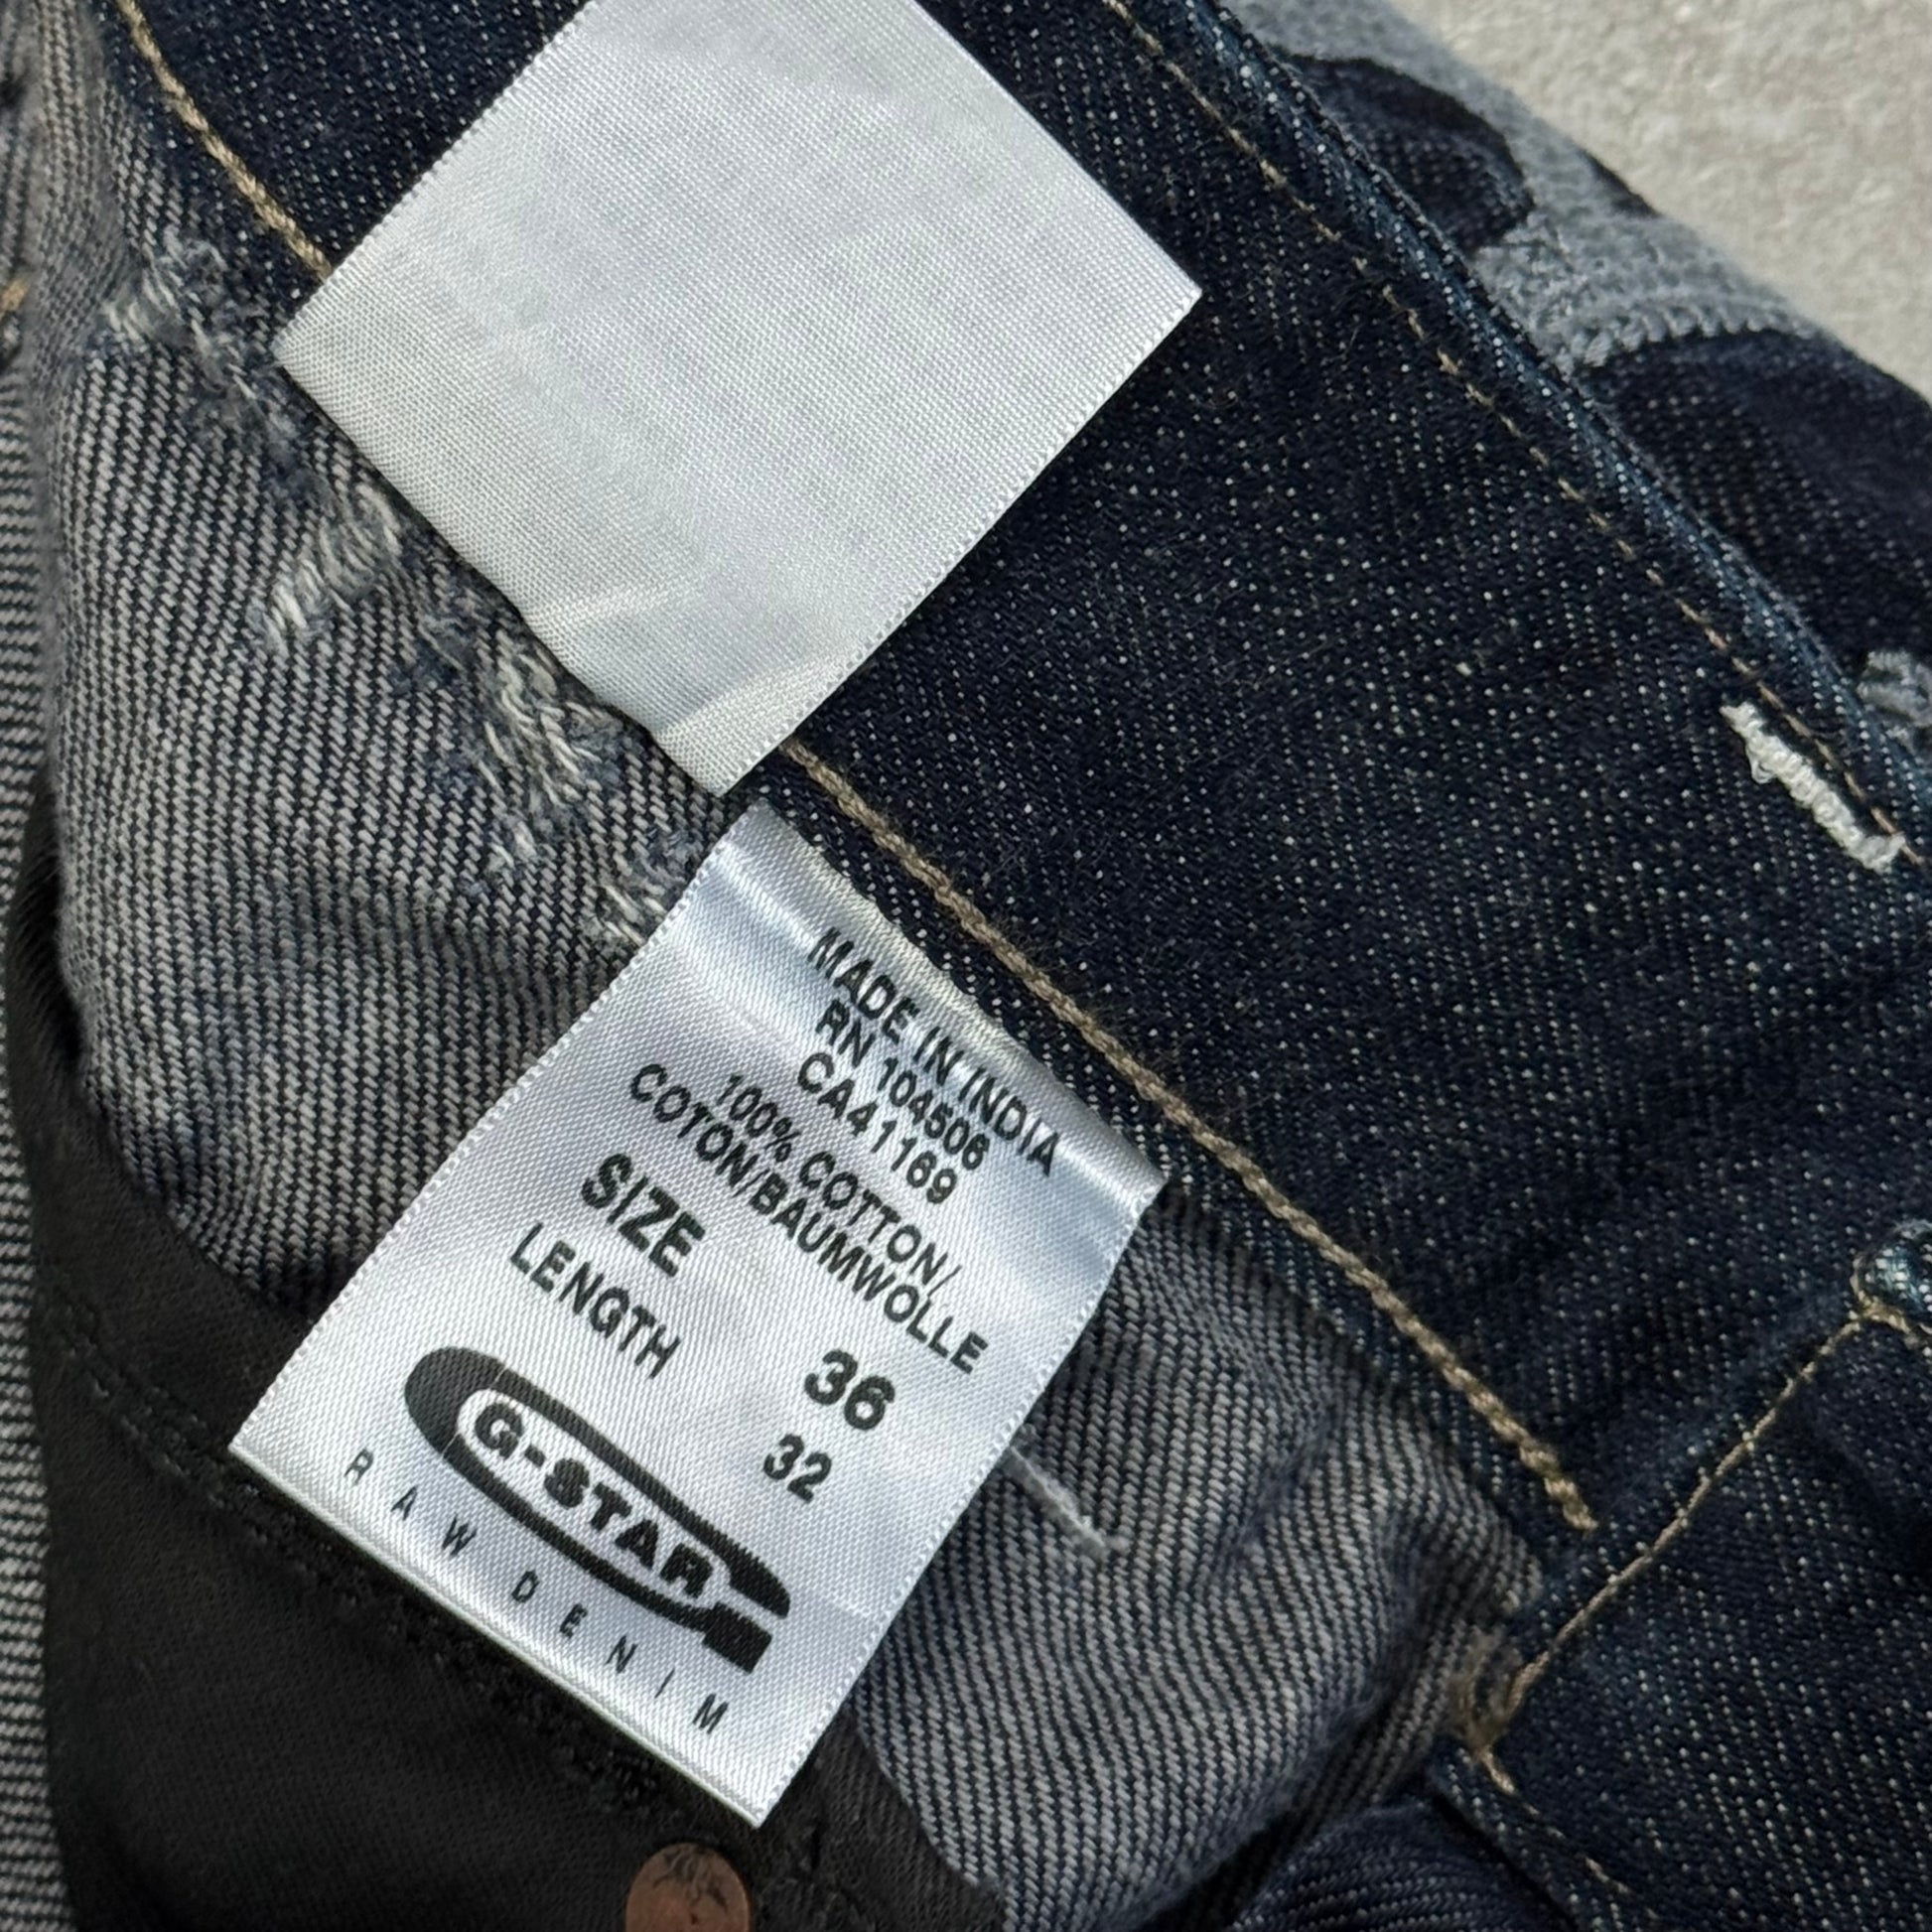 MADE IN INDIA
RN 104506
CA41169
100% COTTON/
COTON/BAUMWOLLE
SIZE 36
LENGTH 32
G-STAR
RAW DENIM